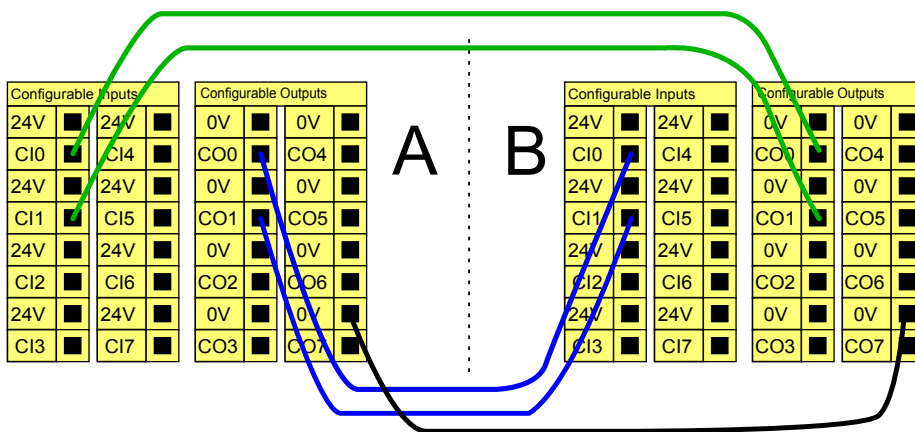 Configurable Inputs
24V 24V
CI0 CI4
24V 24V
CI1 CI5
24V 24V
CI2 CI6
24V 24V
CI3 CI7
Configurable Outputs
0V 0V
CO0 CO4
0V 0V
CO1 CO5
0V 0V
CO2 CO6
0V 0V
CO3 CO7
A
B
Configurable Inputs
24V 24V
CI0 CI4
24V 24V
CI1 CI5
24V 24V
CI2 CI6
24V 24V
CI3 CI7
Configurable Outputs
0V 0V
CO0 CO4
0V 0V
CO1 CO5
0V 0V
CO2 CO6
0V 0V
CO3 CO7